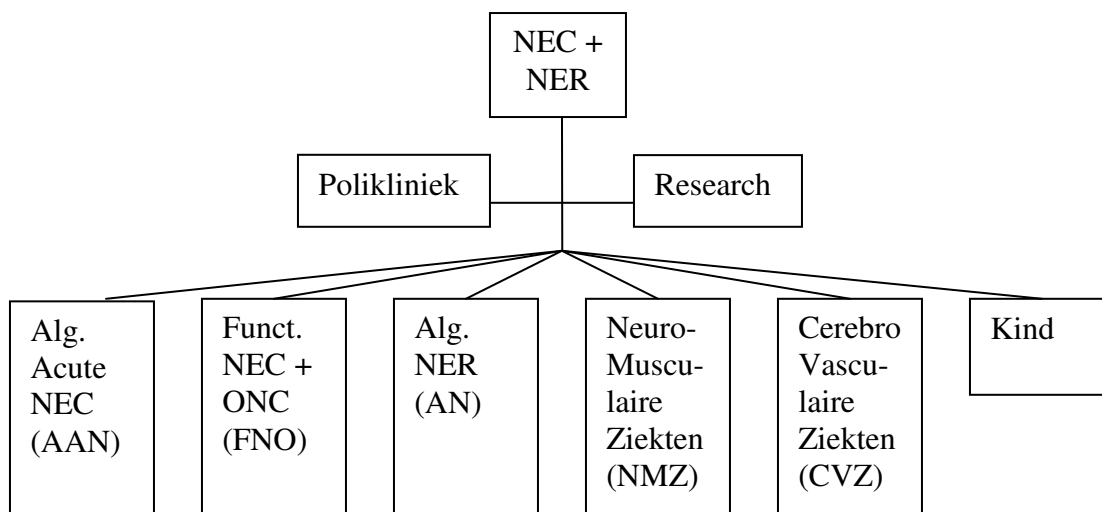 NEC +
NER
Polikliniek
Research
Alg.
Acute
NEC
(AAN)
Funct.
NEC +
ONC
(FNO)
Alg.
NER
(AN)
Neuro-
Muscu-
laire
Ziekten
(NMZ)
Cerebro
Vascu-
laire
Ziekten
(CVZ)
Kind